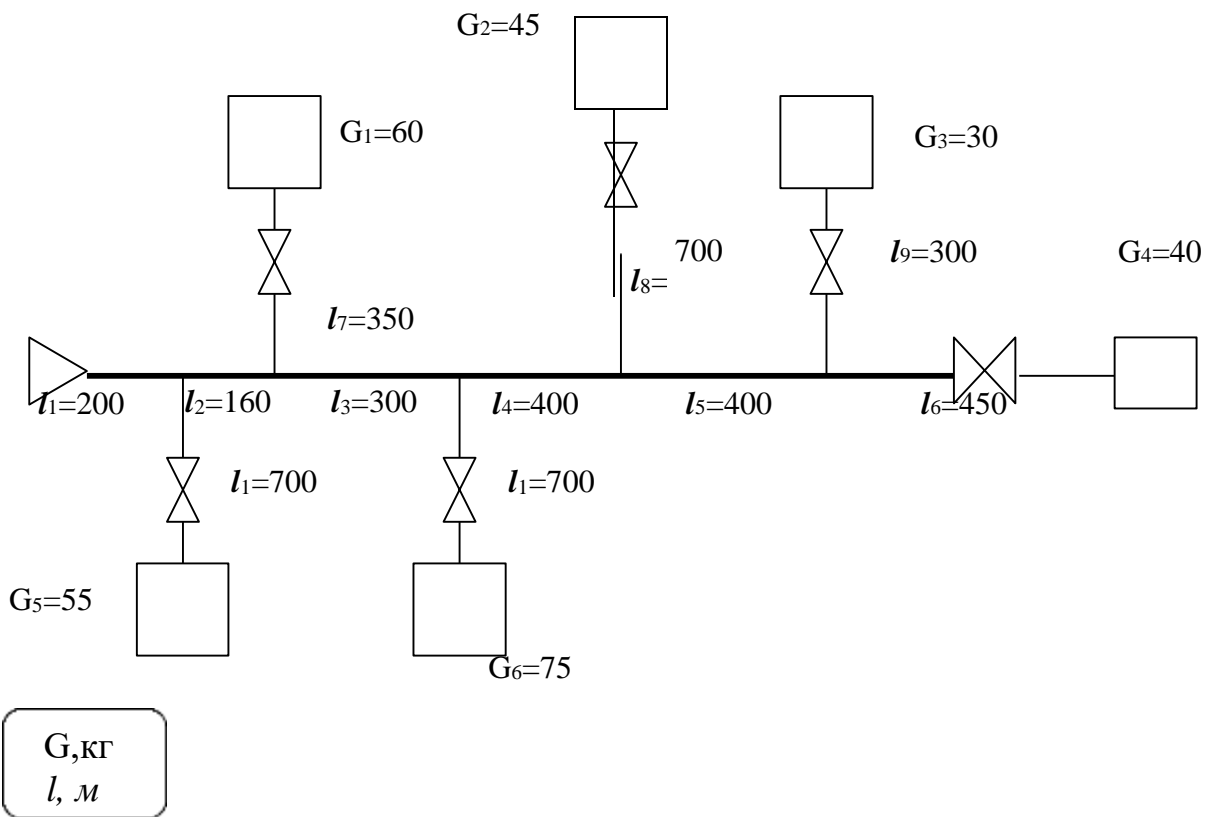 G2=45
G1=60
G3=30
700
l9=300
G4=40
l8=
l7=350
l1=200
l2=160
l3=300
l4=400
l5=400
l6=450
l1=700
l1=700
G5=55
G6=75
G,кг
l, м